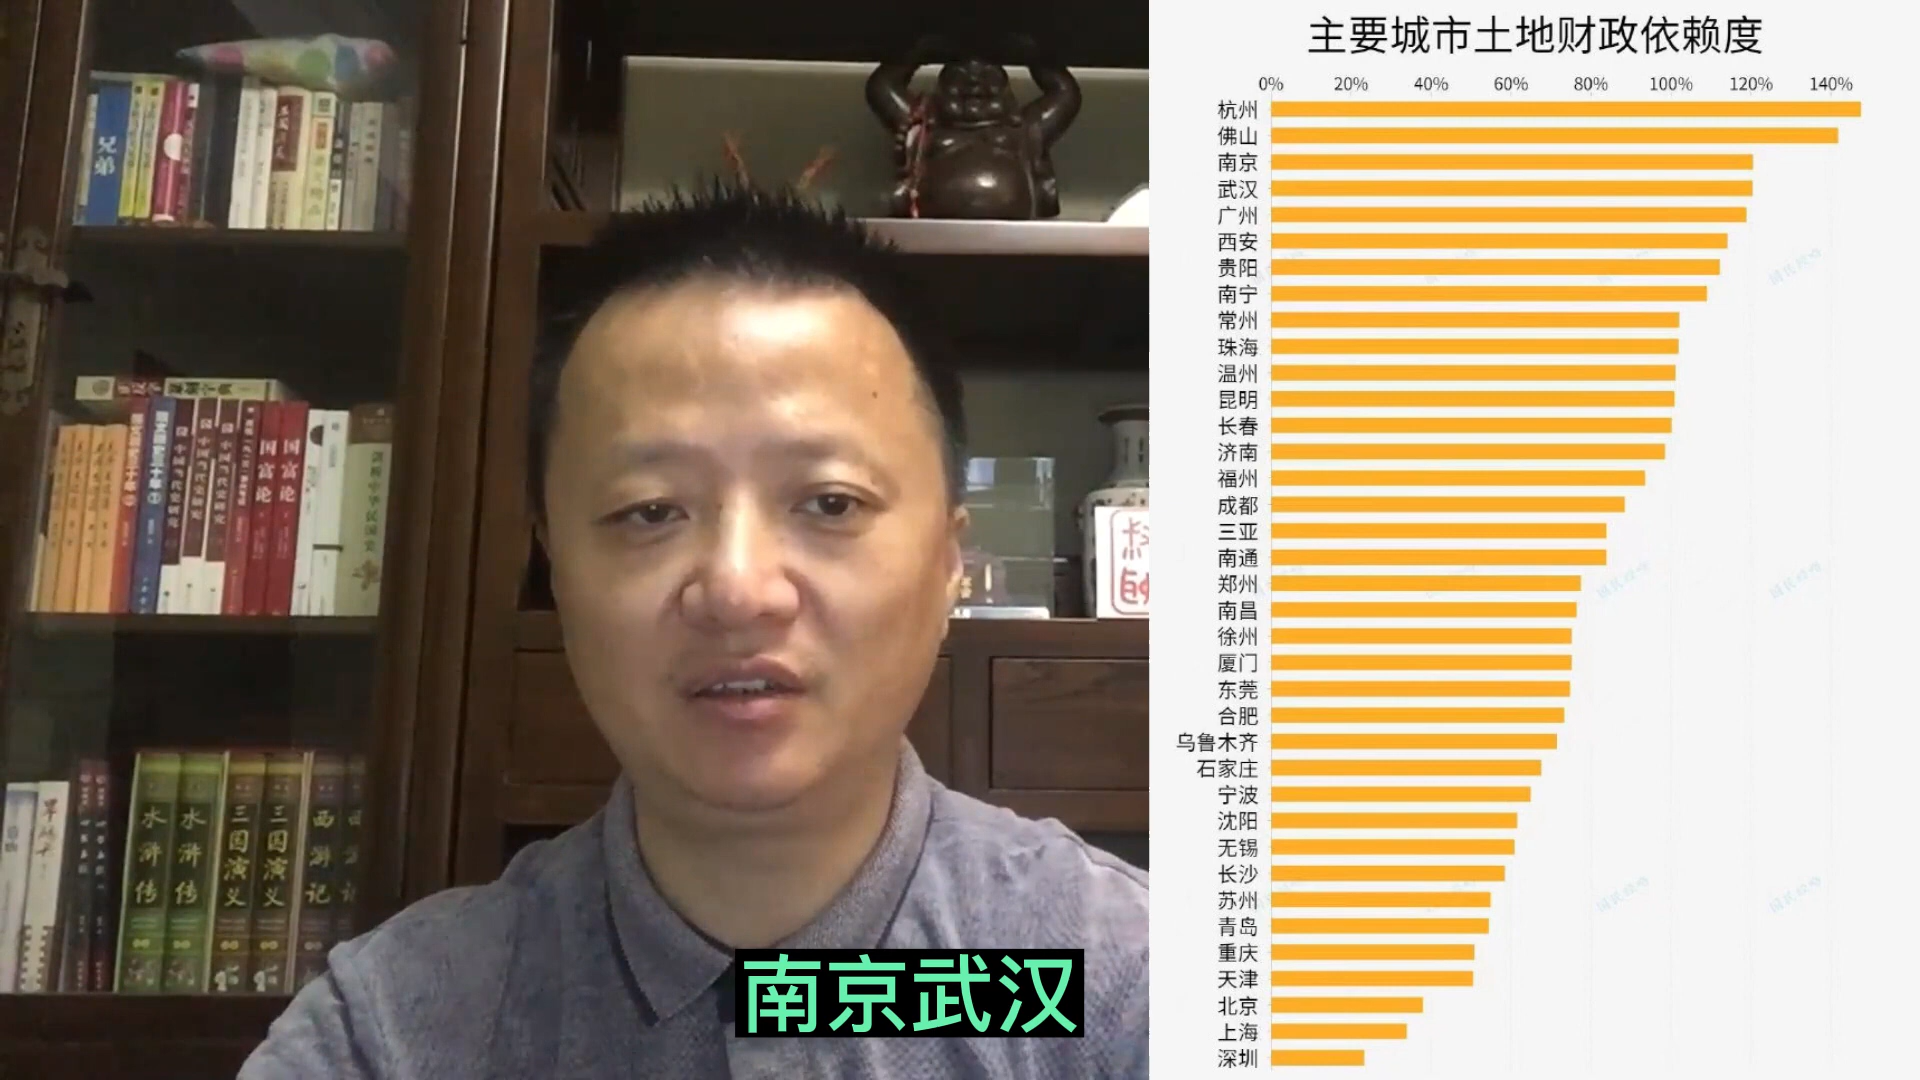 兄弟
国富论
国富论
水浒传
水浒传
三国演义
三国演义
西游记
南京武汉
主要城市土地财政依赖度
0% 20% 40% 60% 80% 100% 120% 140%
杭州
佛山
南京
武汉
广州
西安
贵阳
南宁
常州
珠海
温州
昆明
长春
济南
福州
成都
三亚
南通
郑州
南昌
徐州
厦门
东莞
合肥
乌鲁木齐
石家庄
宁波
沈阳
无锡
长沙
苏州
青岛
重庆
天津
北京
上海
深圳